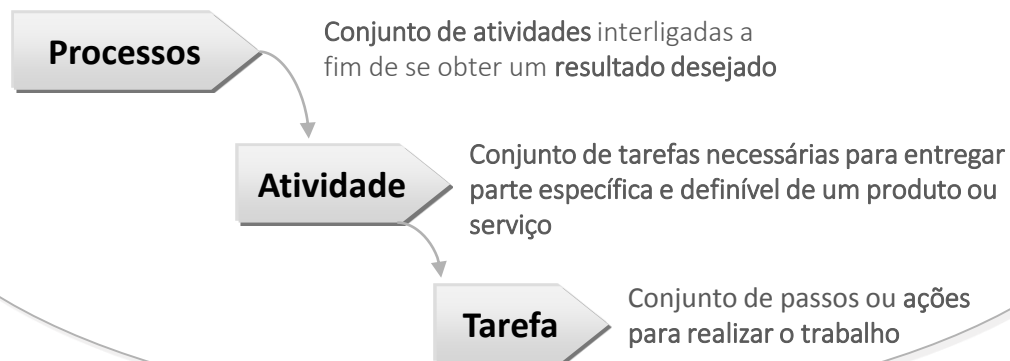 Processos
Conjunto de atividades interligadas a
fim de se obter um resultado desejado
Atividade
Conjunto de tarefas necessárias para entregar
parte específica e definível de um produto ou
serviço
Tarefa
Conjunto de passos ou ações
para realizar o trabalho